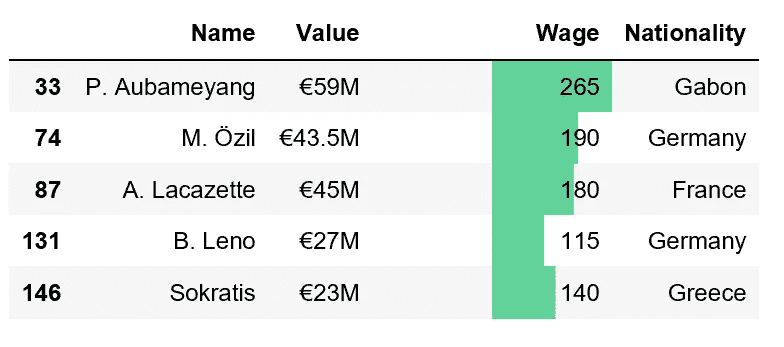 Name Value Wage Nationality
33 P. Aubameyang €59M 265 Gabon
74 M. Özil €43.5M 190 Germany
87 A. Lacazette €45M 180 France
131 B. Leno €27M 115 Germany
146 Sokratis €23M 140 Greece